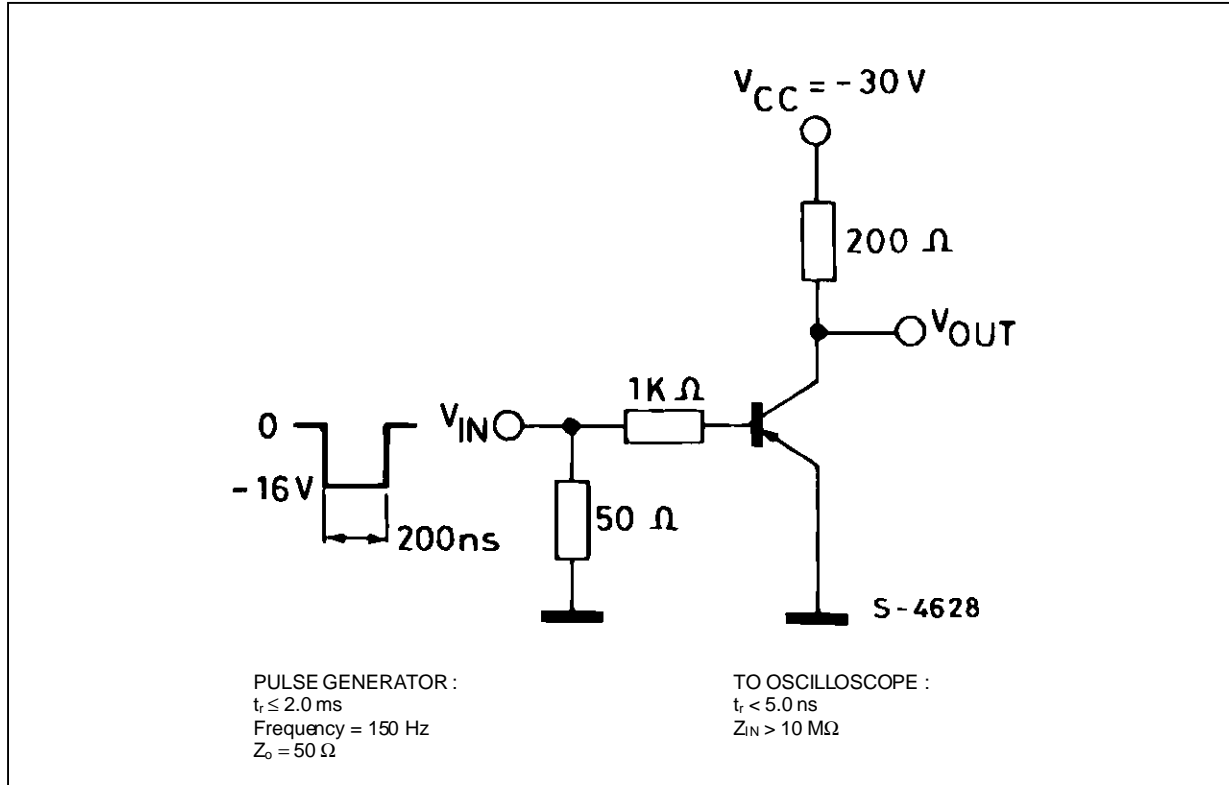 VCC = -30 V
200 Ω
VOUT
1K Ω
VIN
0
-16V
200ns
50 Ω
S-4628
PULSE GENERATOR :
tr ≤ 2.0 ms
Frequency = 150 Hz
Zo = 50 Ω
TO OSCILLOSCOPE :
tr < 5.0 ns
ZIN > 10 MΩ